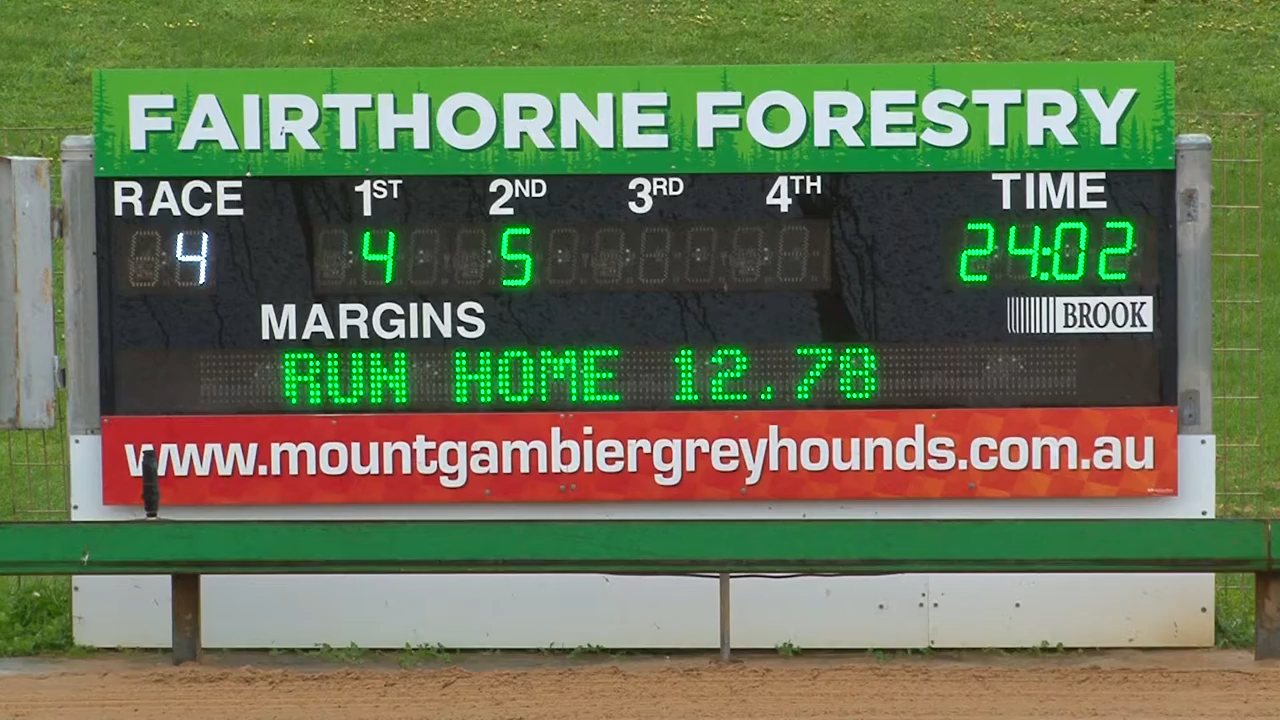 FAIRTHORNE FORESTRY
RACE 1ST 2ND 3RD 4TH TIME
4 4 5 24:02
MARGINS BROOK
RUN HOME 12.78
www.mountgambiergreyhounds.com.au